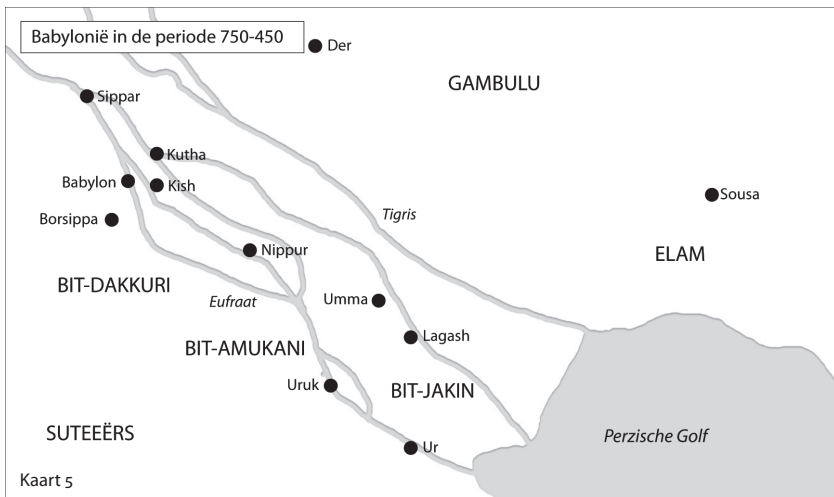 Babylonië in de periode 750-450
Der
GAMBULU
Sippar
Kutha
Babylon
Kish
Sousa
Borsippa
Tigris
Nippur
ELAM
BIT-DAKKURI
Eufraat
Umma
Lagash
BIT-AMUKANI
Uruk
BIT-JAKIN
SUTEEËRS
Perzische Golf
Ur
Kaart 5